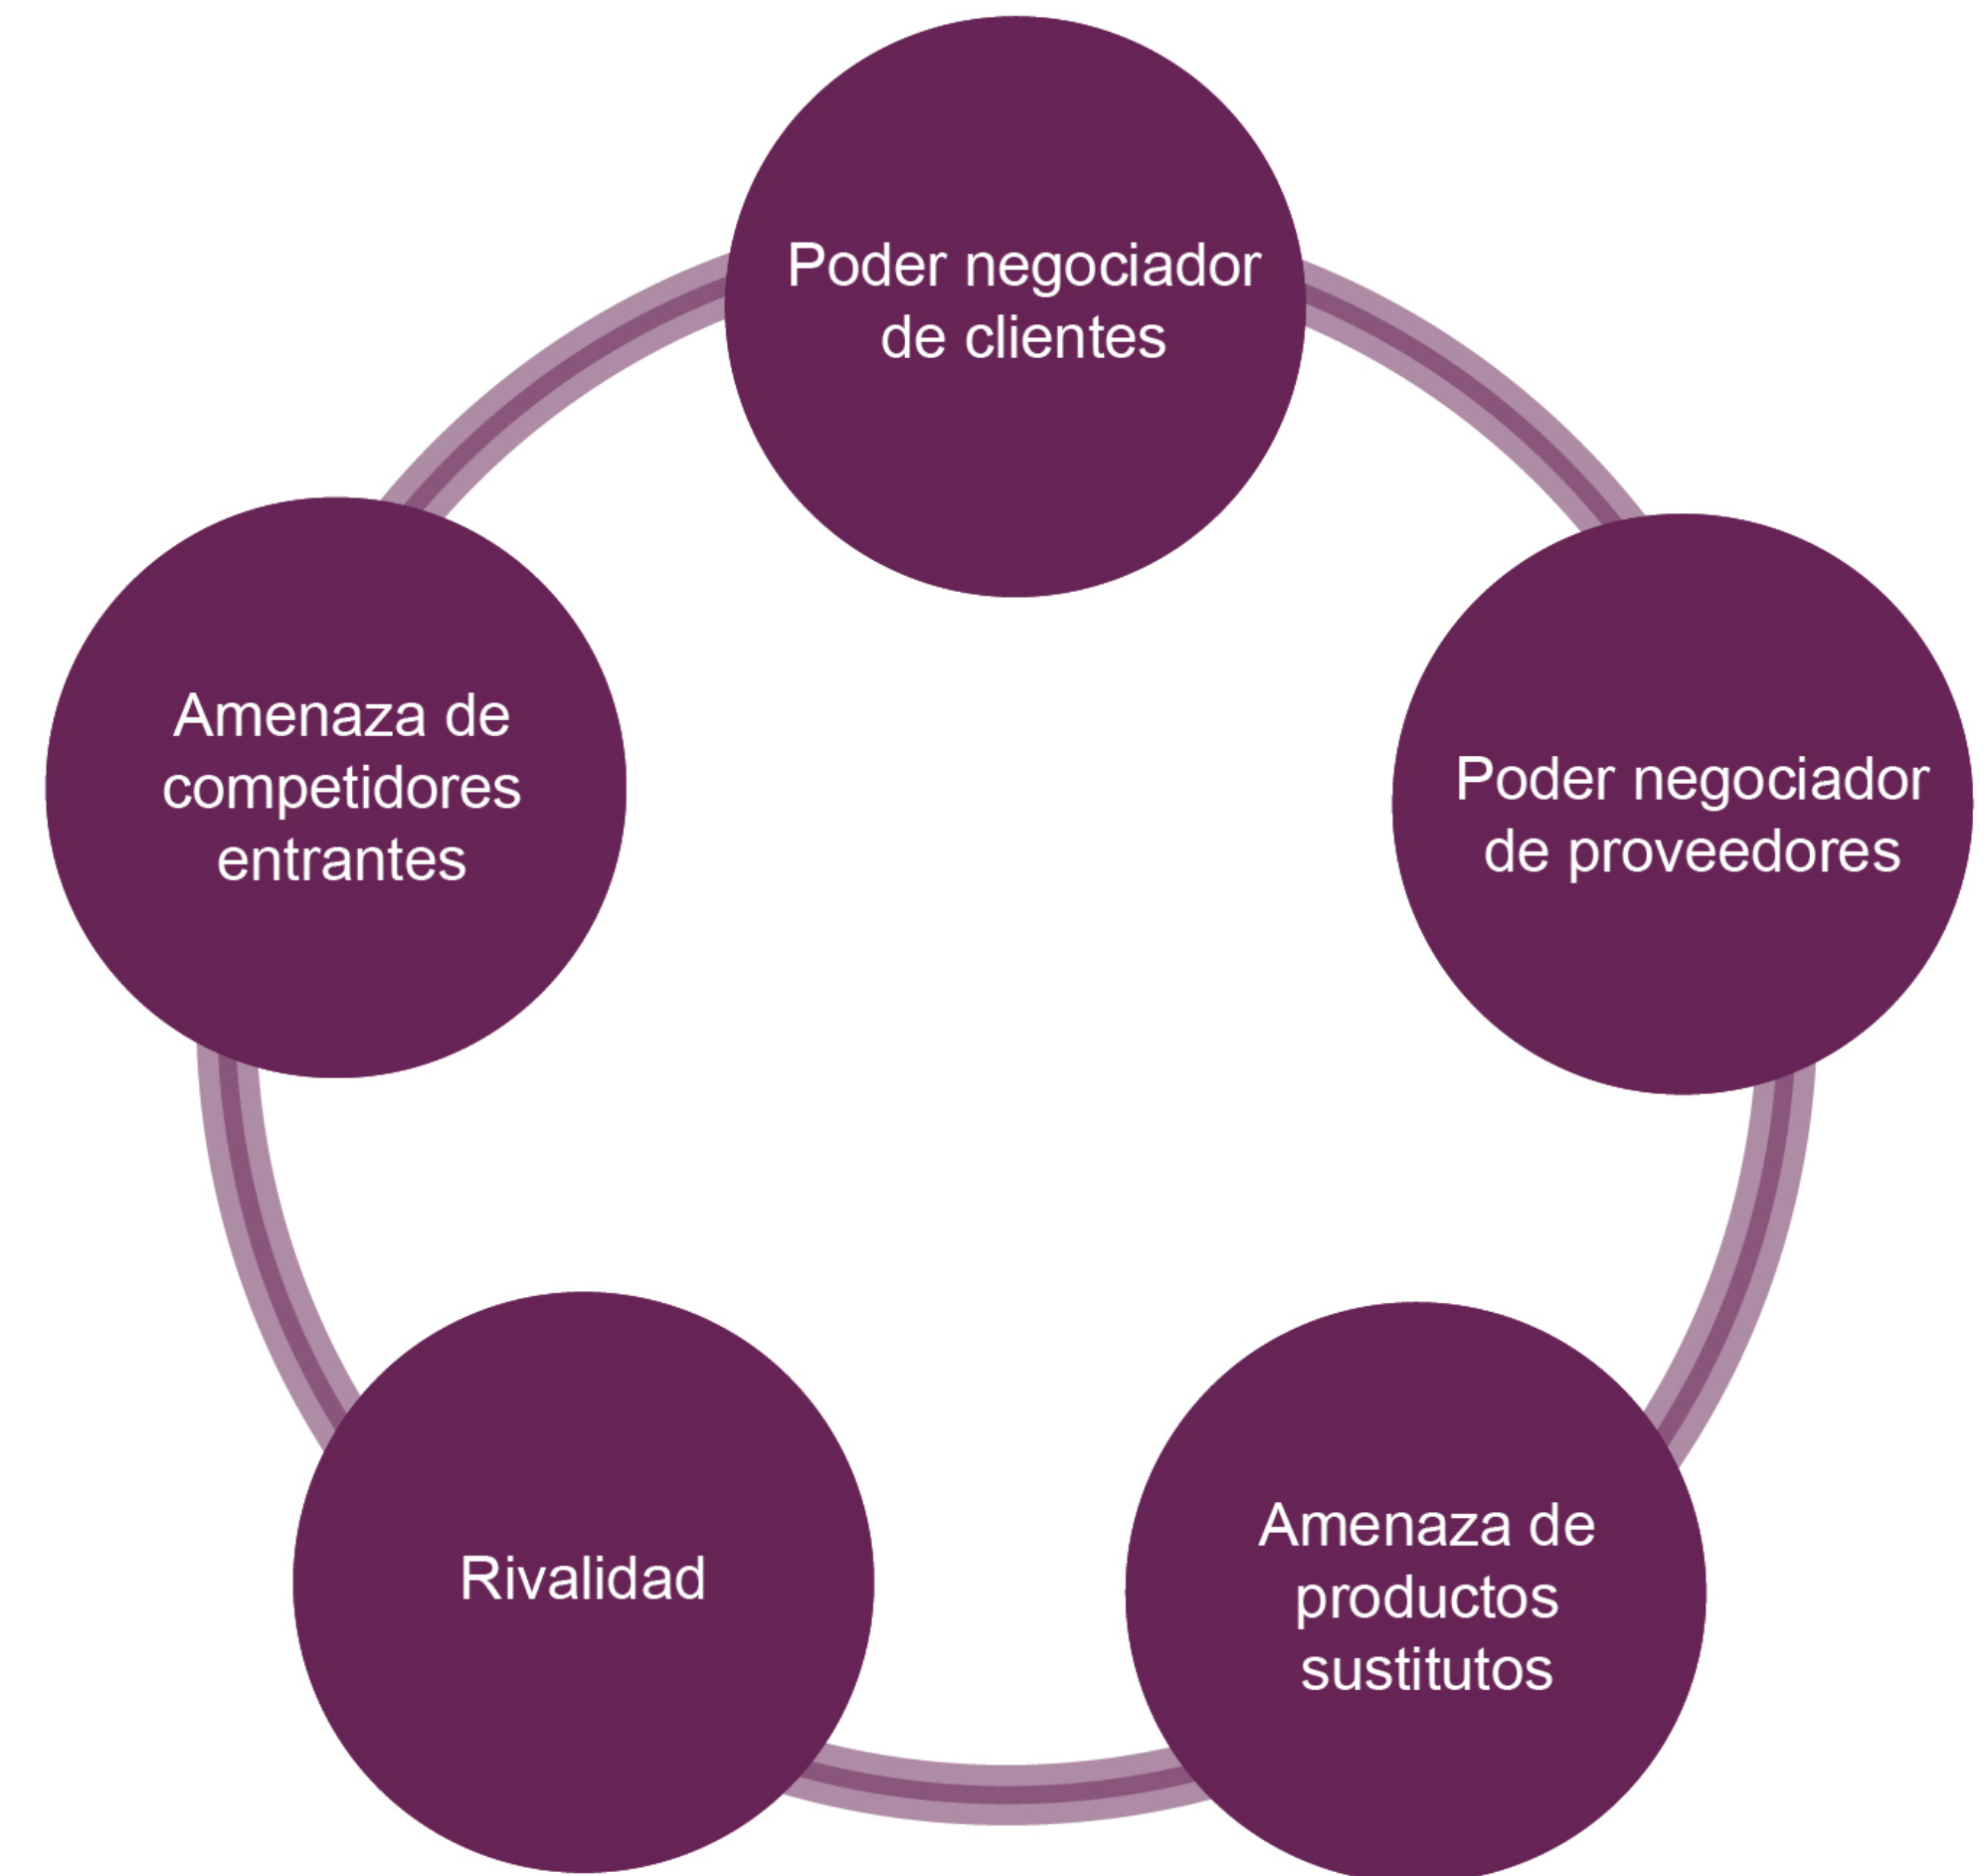 Poder negociador
de clientes
Amenaza de
competidores
entrantes
Poder negociador
de proveedores
Rivalidad
Amenaza de
productos
sustitutos